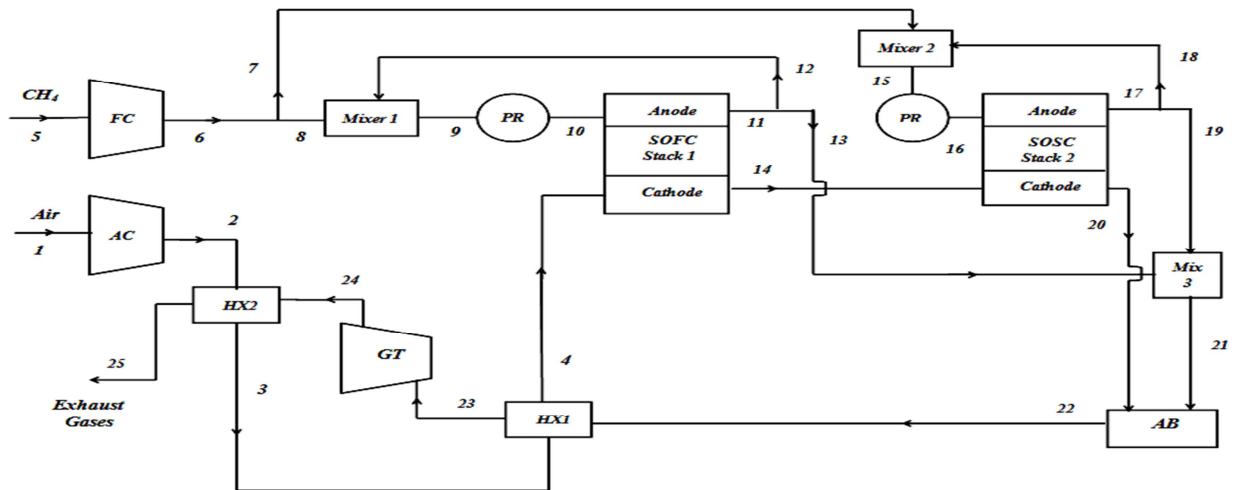 7
Mixer 2
18
CH4
12
15
17
FC
Mixer 1
PR
Anode
PR
Anode
5
6
8
9
10
11
13
16
19
SOFC
Stack 1
SOSC
Stack 2
14
Air
2
Cathode
Cathode
1
AC
20
24
Mix
3
HX2
GT
21
25
3
4
Exhaust
Gases
23
HX1
22
AB